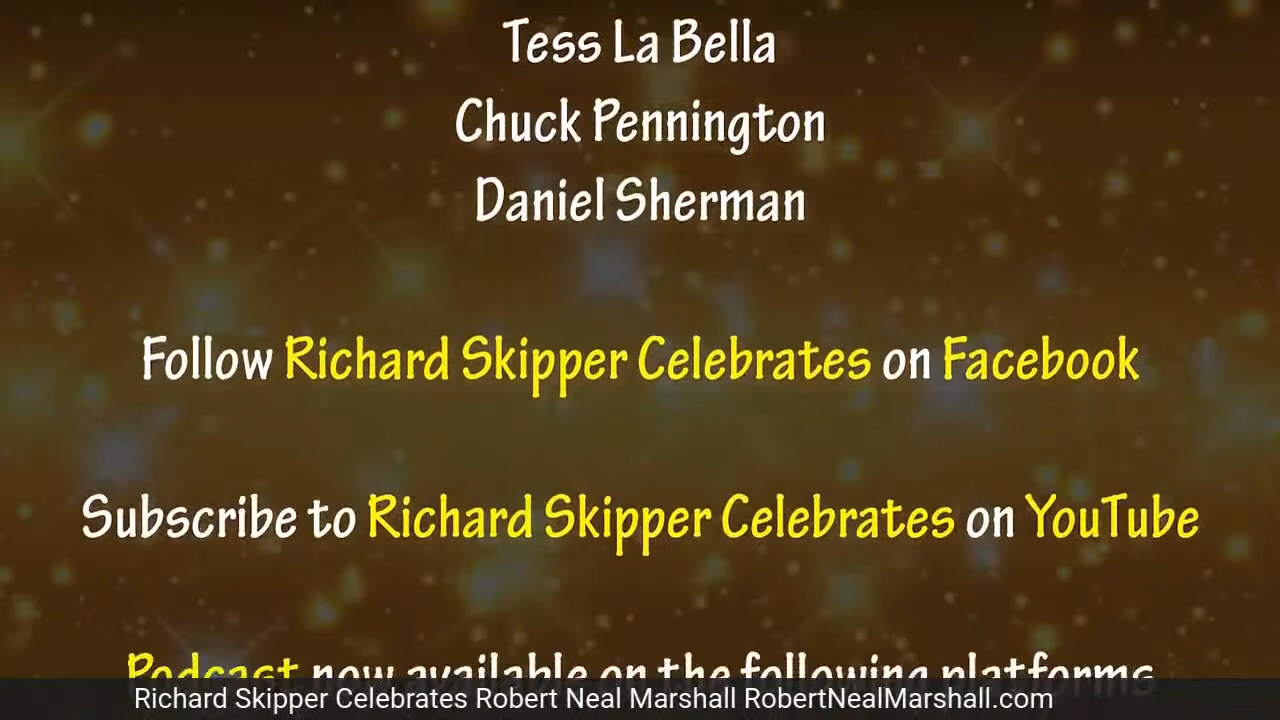 Tess La Bella
Chuck Pennington
Daniel Sherman
Follow Richard Skipper Celebrates on Facebook
Subscribe to Richard Skipper Celebrates on YouTube
Podcast now available on the following platforms
Richard Skipper Celebrates Robert Neal Marshall RobertNealMarshall.com